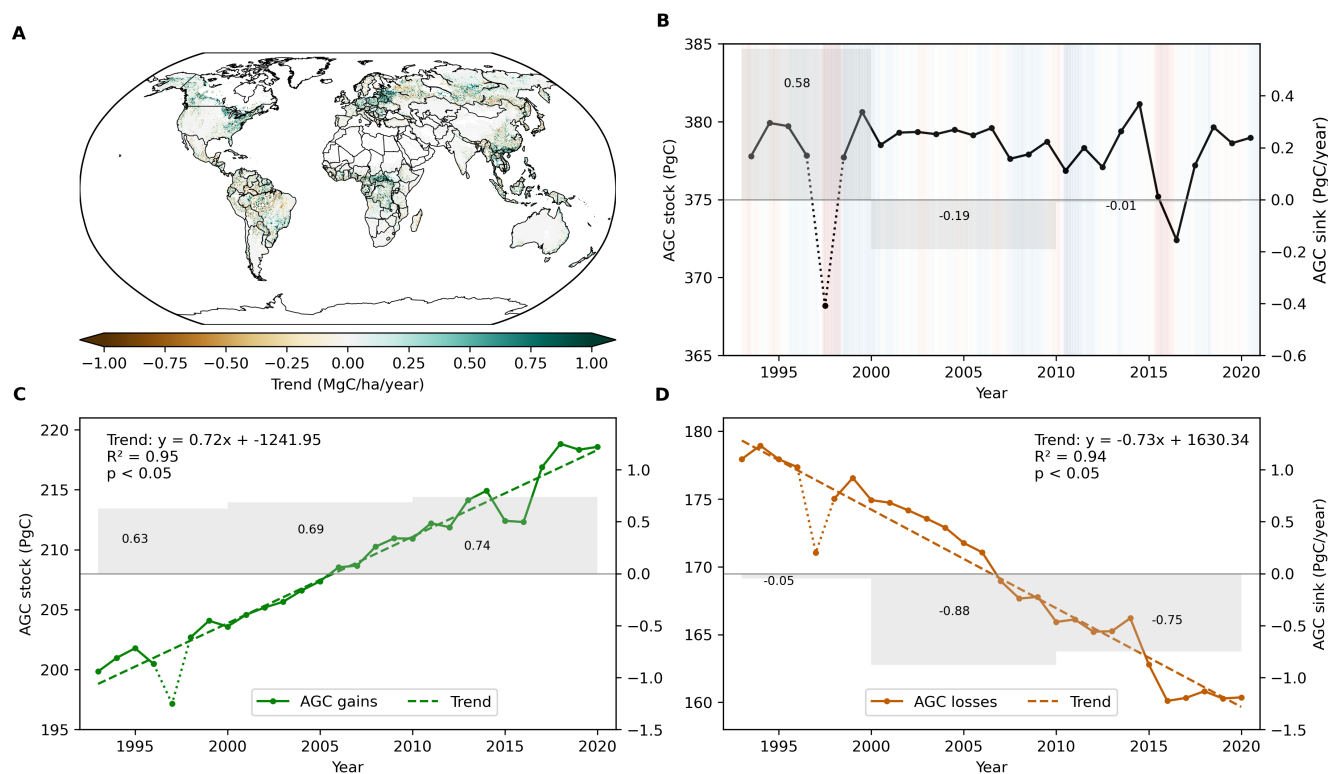 A
−1.00 −0.75 −0.50 −0.25 0.00 0.25 0.50 0.75 1.00
Trend (MgC/ha/year)
B
385
380
375
370
365
AGC stock (PgC)
0.58
-0.19
-0.01
0.4
0.2
0.0
−0.2
−0.4
−0.6
AGC sink (PgC/year)
1995 2000 2005 2010 2015 2020
Year
C
220
215
210
205
200
195
AGC stock (PgC)
Trend: y = 0.72x + -1241.95
R² = 0.95
p < 0.05
0.63
0.69
0.74
AGC gains Trend
1.0
0.5
0.0
−0.5
−1.0
−1.5
1995 2000 2005 2010 2015 2020
Year
D
180
175
170
165
160
Trend: y = -0.73x + 1630.34
R² = 0.94
p < 0.05
-0.05
-0.88
-0.75
AGC losses Trend
1.0
0.5
0.0
−0.5
−1.0
−1.5
AGC sink (PgC/year)
1995 2000 2005 2010 2015 2020
Year